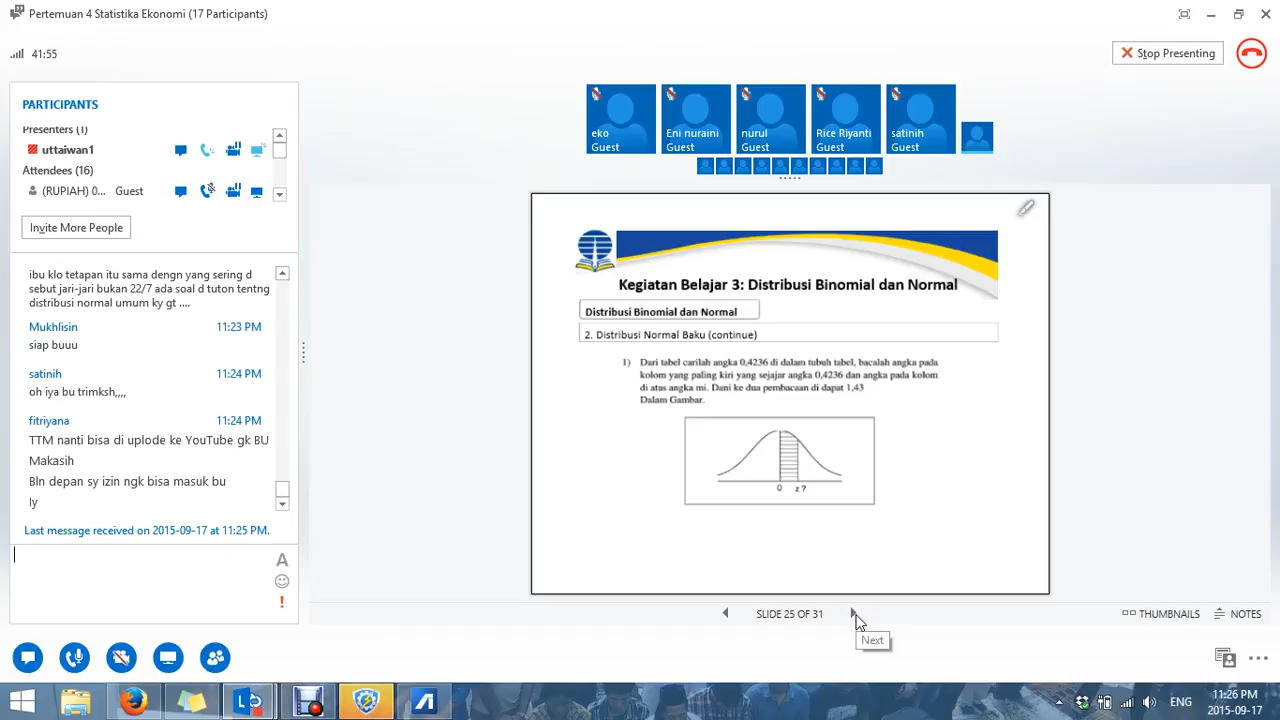 Pertemuan 4 Statistika Ekonomi (17 Participants)
41:55
Stop Presenting
PARTICIPANTS
Presenters (1)
uttaiwan1
Attendees (16)
(RUPIAH) 0... Guest
Invite More People
ibu klo tetapan itu sama dengn yang sering d
sebut jari-jari bukan 22/7 ada soal d tuton tentng
distribusi normal umum ky gt ....
Mukhlisin 11:23 PM
siap buuu
satinih 11:24 PM
oh iya bu trimksh,,,,
fitriyana 11:24 PM
TTM nanti bisa di uplode ke YouTube gk BU
Makasih
Bln depan sy izin ngk bisa masuk bu
ly
Last message received on 2015-09-17 at 11:25 PM.
A
!
eko
Guest
Eni nuraini
Guest
nurul
Guest
Rice Riyanti
Guest
satinih
Guest
Kegiatan Belajar 3: Distribusi Binomial dan Normal
Distribusi Binomial dan Normal
2. Distribusi Normal Baku (continue)
1) Dari tabel carilah angka 0,4236 di dalam tubuh tabel, bacalah angka pada
kolom yang paling kiri yang sejajar angka 0,4236 dan angka pada kolom
di atas angka mi. Dani ke dua pembacaan di dapat 1,43
Dalam Gambar.
0 z ?
SLIDE 25 OF 31
Next
THUMBNAILS
NOTES
ENG
11:26 PM
2015-09-17